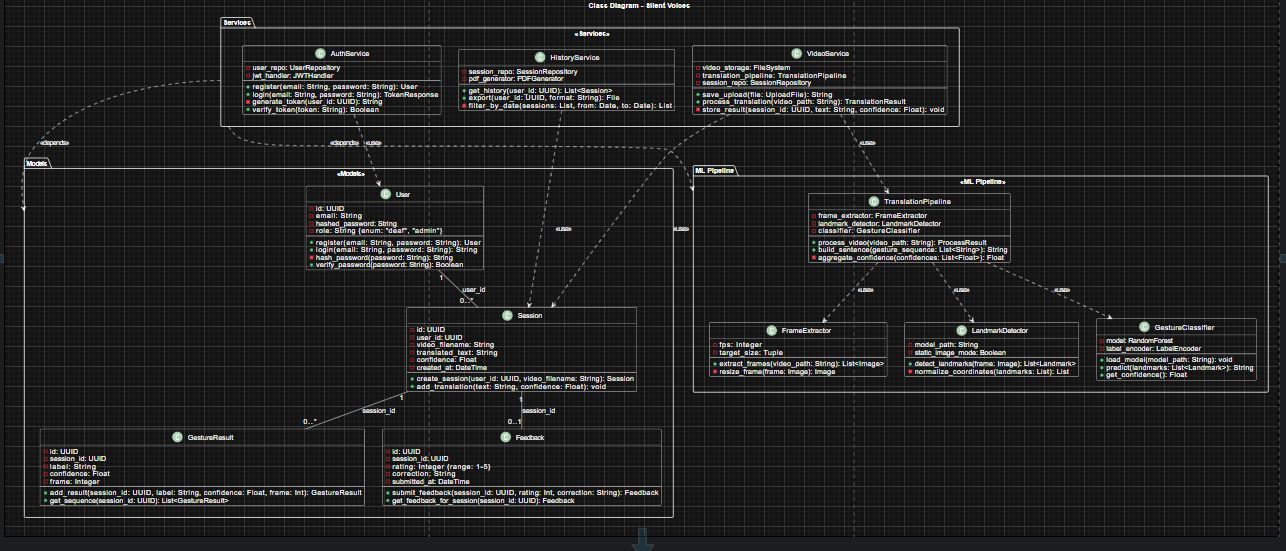 Class Diagram - Silent Voices
Services
«Services»
C AuthService
user_repo: UserRepository
jwt_handler: JWTHandler
register(email: String, password: String): User
login(email: String, password: String): TokenResponse
generate_token(user_id: UUID): String
verify_token(token: String): Boolean
C HistoryService
session_repo: SessionRepository
pdf_generator: PDFGenerator
get_history(user_id: UUID): List<Session>
export(user_id: UUID, format: String): File
filter_by_date(sessions: List, from: Date, to: Date): List
C VideoService
video_storage: FileSystem
translation_pipeline: TranslationPipeline
session_repo: SessionRepository
save_upload(file: UploadFile): String
process_translation(video_path: String): TranslationResult
store_result(session_id: UUID, text: String, confidence: Float): void
«depends»
«depends»
«use»
«use»
«use»
«use»
Models
«Models»
C User
id: UUID
email: String
hashed_password: String
role: String {enum: "deaf", "admin"}
register(email: String, password: String): User
login(email: String, password: String): String
hash_password(password: String): String
verify_password(password: String): Boolean
1
user_id
0..*
C Session
id: UUID
user_id: UUID
video_filename: String
translated_text: String
confidence: Float
created_at: DateTime
create_session(user_id: UUID, video_filename: String): Session
add_translation(text: String, confidence: Float): void
1
session_id
0..*
1
session_id
0..1
C GestureResult
id: UUID
session_id: UUID
label: String
confidence: Float
frame: Integer
add_result(session_id: UUID, label: String, confidence: Float, frame: Int): GestureResult
get_sequence(session_id: UUID): List<GestureResult>
C Feedback
id: UUID
session_id: UUID
rating: Integer {range: 1-5}
correction: String
submitted_at: DateTime
submit_feedback(session_id: UUID, rating: Int, correction: String): Feedback
get_feedback_for_session(session_id: UUID): Feedback
ML Pipeline
«ML Pipeline»
C TranslationPipeline
frame_extractor: FrameExtractor
landmark_detector: LandmarkDetector
classifier: GestureClassifier
process_video(video_path: String): ProcessResult
build_sentence(gesture_sequence: List<String>): String
aggregate_confidence(confidences: List<Float>): Float
«use»
«use»
«use»
C FrameExtractor
fps: Integer
target_size: Tuple
extract_frames(video_path: String): List<Image>
resize_frame(frame: Image): Image
C LandmarkDetector
model_path: String
static_image_mode: Boolean
detect_landmarks(frame: Image): List<Landmark>
normalize_coordinates(landmarks: List): List
C GestureClassifier
model: RandomForest
label_encoder: LabelEncoder
load_model(model_path: String): void
predict(landmarks: List<Landmark>): String
get_confidence(): Float